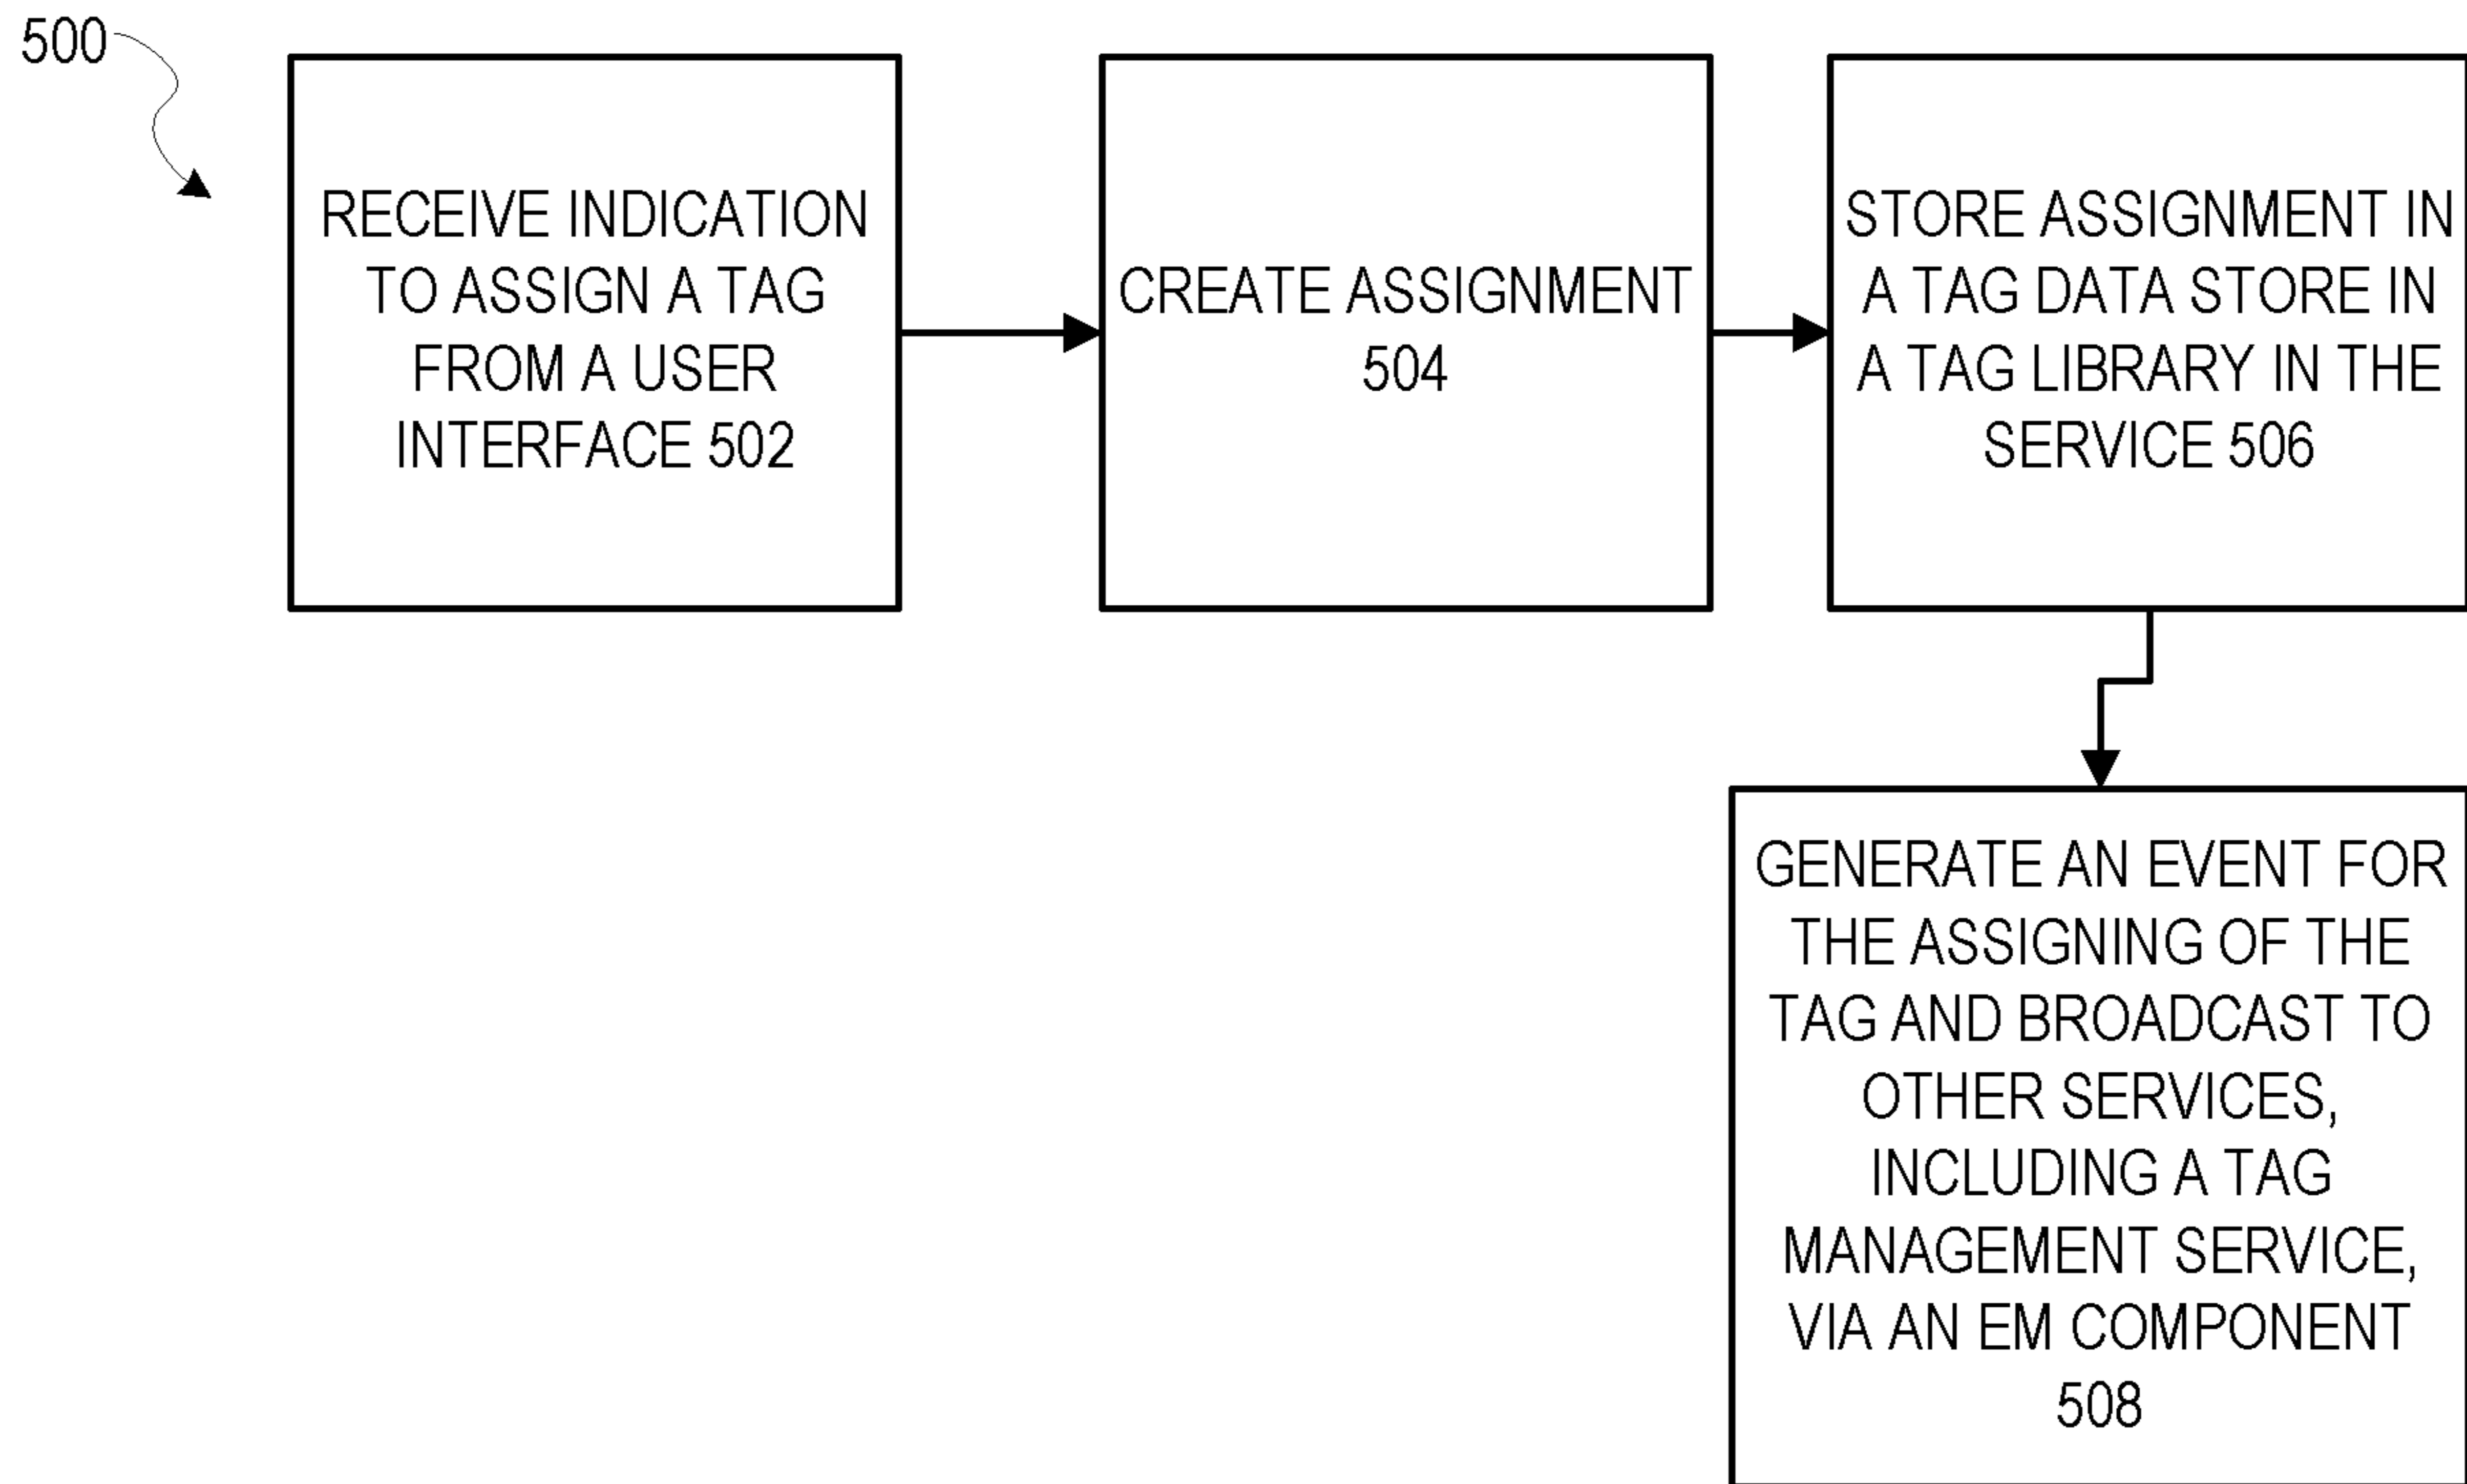 500
RECEIVE INDICATION
TO ASSIGN A TAG
FROM A USER
INTERFACE 502
CREATE ASSIGNMENT
504
STORE ASSIGNMENT IN
A TAG DATA STORE IN
A TAG LIBRARY IN THE
SERVICE 506
GENERATE AN EVENT FOR
THE ASSIGNING OF THE
TAG AND BROADCAST TO
OTHER SERVICES,
INCLUDING A TAG
MANAGEMENT SERVICE,
VIA AN EM COMPONENT
508